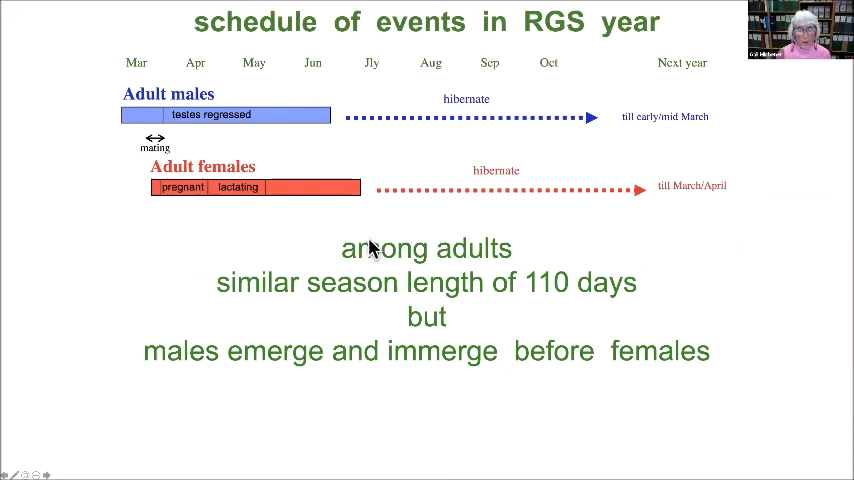 schedule of events in RGS year
Gail Michener
Mar Apr May Jun Jly Aug Sep Oct Next year
Adult males
hibernate
testes regressed
till early/mid March
mating
Adult females
hibernate
pregnant lactating
till March/April
among adults
similar season length of 110 days
but
males emerge and immerge before females